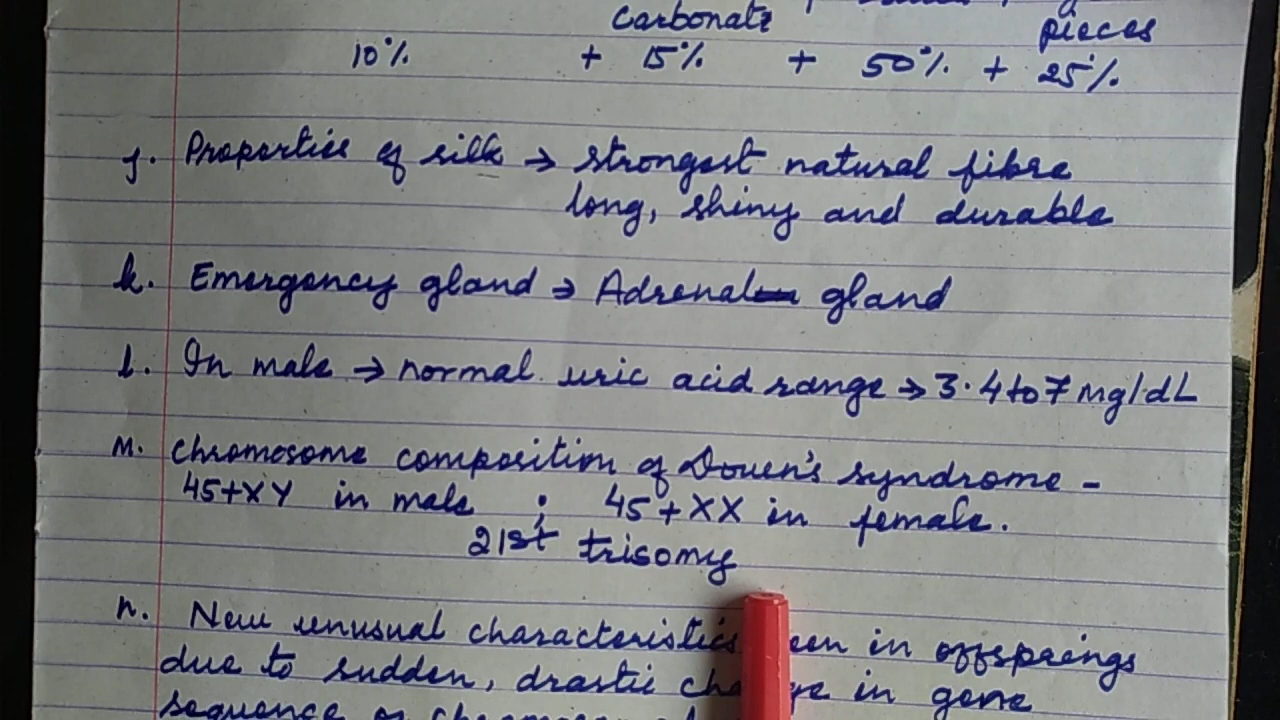 Carbonate pieces
10% + 15% + 50% + 25%
j. Properties of silk → strongest natural fibre
long, shiny and durable
k. Emergency gland → Adrenal gland
l. In male → normal uric acid range → 3.4 to 7 mg/dL
M. Chromosome composition of Down's syndrome -
45+XY in male ; 45+XX in female.
21st trisomy
n. New unusual characteristics in offsprings
due to sudden, drastic in gene
sequence or